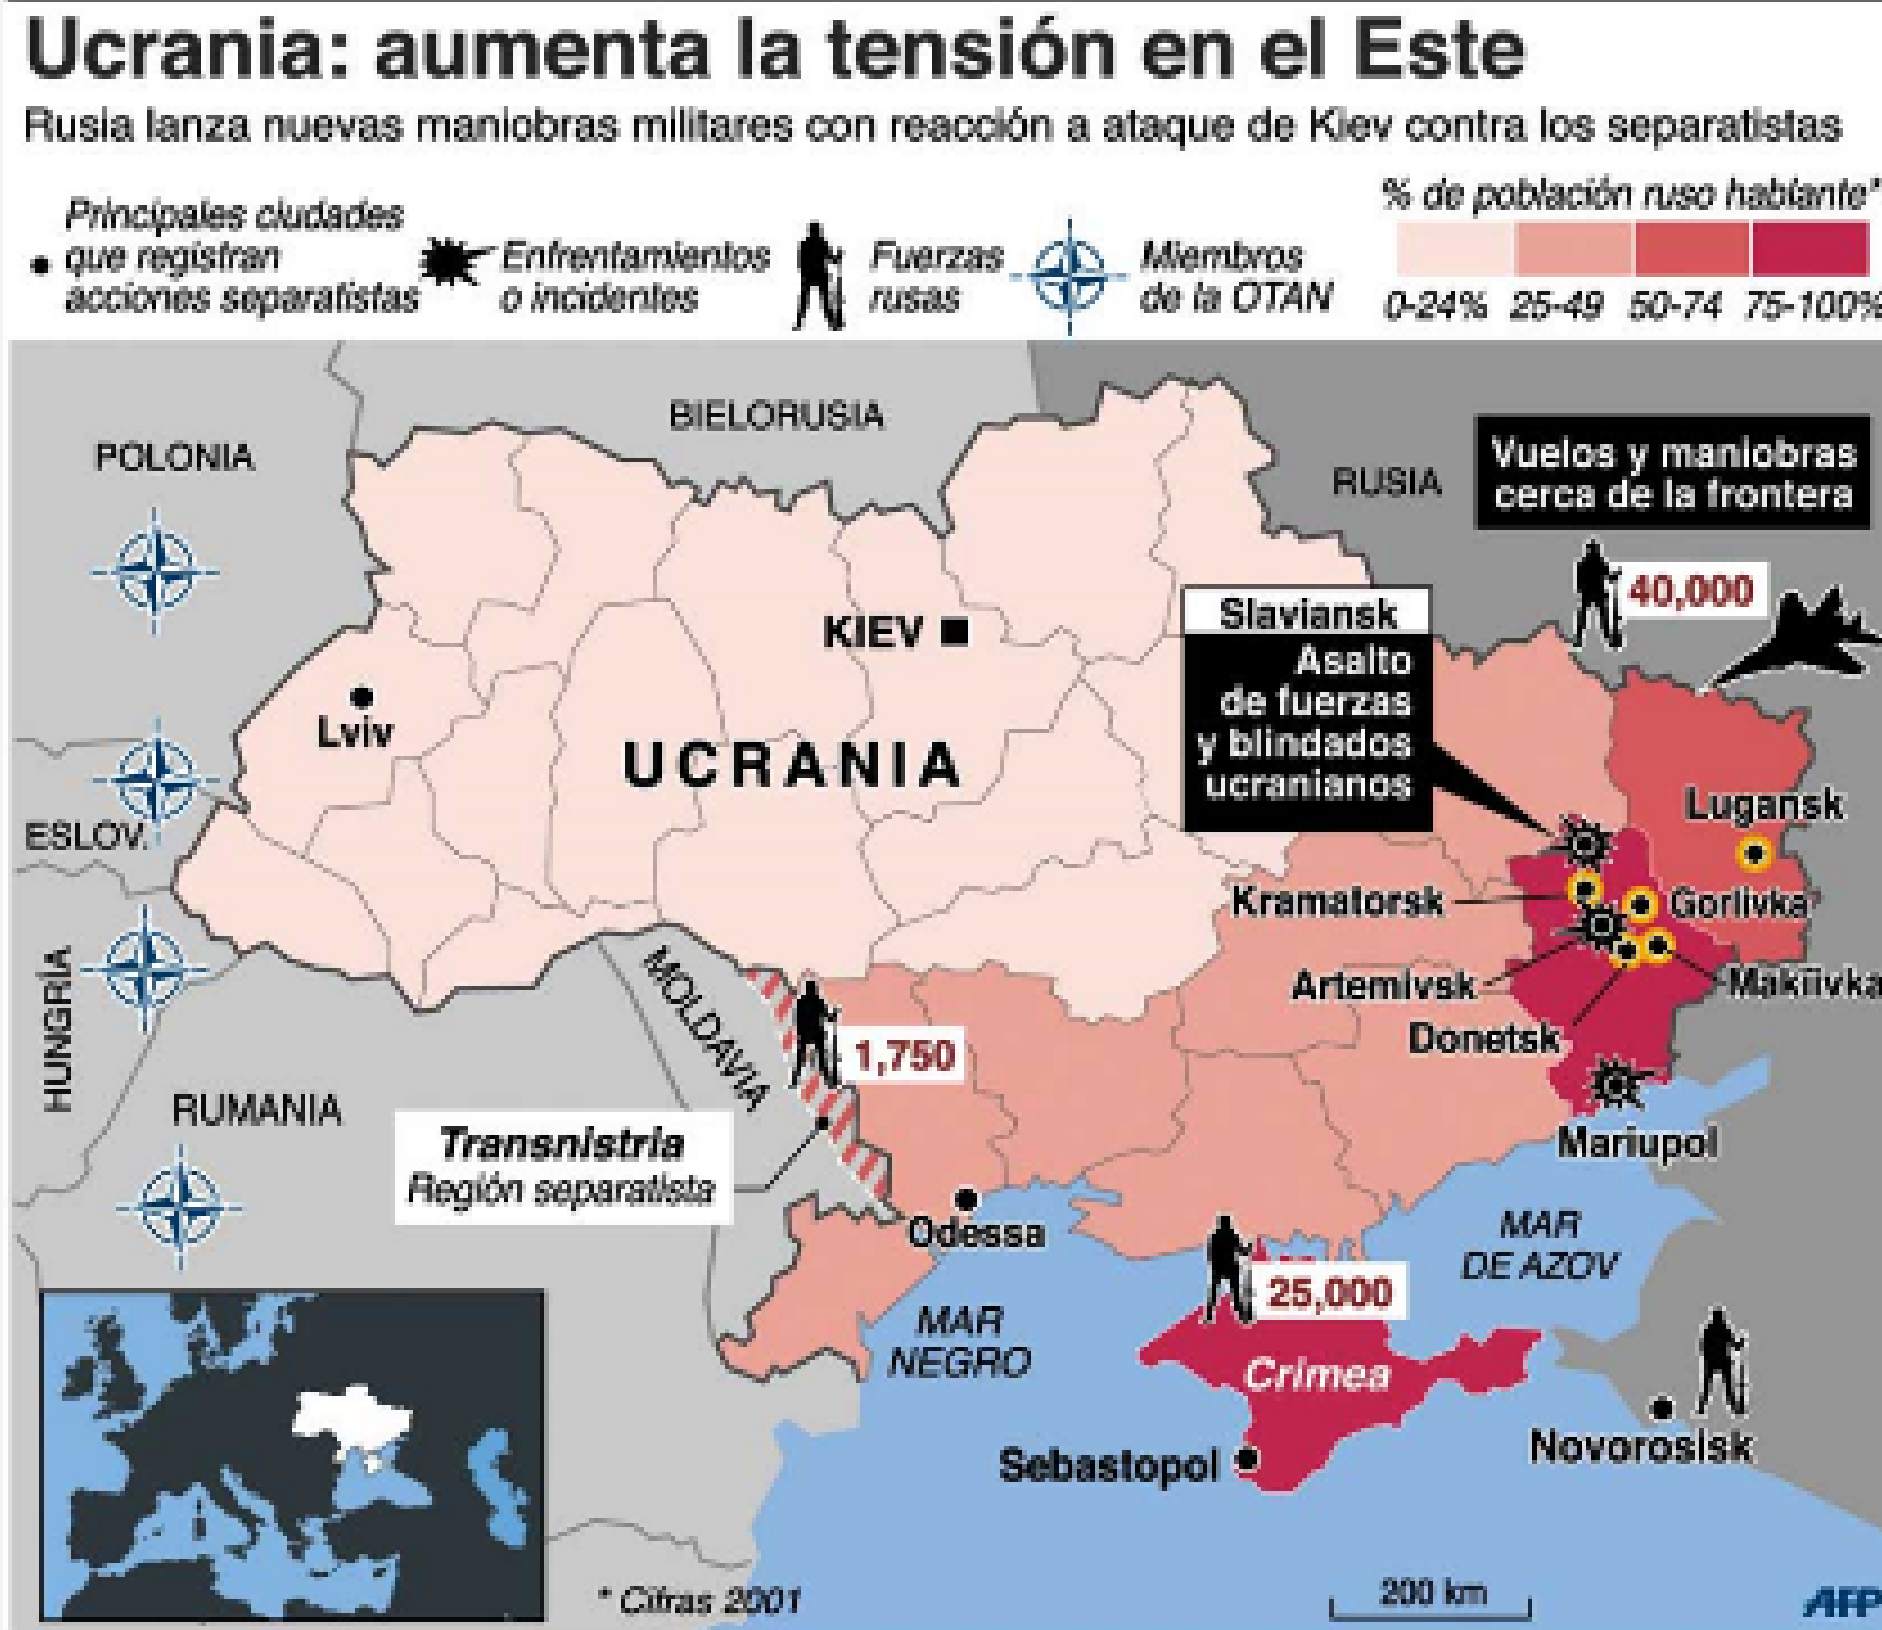 Ucrania: aumenta la tensión en el Este
Rusia lanza nuevas maniobras militares con reacción a ataque de Kiev contra los separatistas
Principales ciudades
que registran
acciones separatistas
Enfrentamientos
o incidentes
Fuerzas
rusas
Miembros
de la OTAN
% de población ruso hablante*
0-24% 25-49 50-74 75-100%
BIELORUSIA
POLONIA
RUSIA
Vuelos y maniobras
cerca de la frontera
40,000
Slaviansk
Asalto
de fuerzas
y blindados
ucranianos
KIEV
Lviv
UCRANIA
Lugansk
ESLOV.
Kramatorsk
Gorlivka
HUNGRÍA
MOLDAVIA
Artemivsk
Makiivka
Donetsk
1,750
RUMANIA
Transnistria
Región separatista
Mariupol
Odessa
MAR
DE AZOV
25,000
MAR
NEGRO
Crimea
Sebastopol
Novorosisk
* Cifras 2001
200 km
AFP